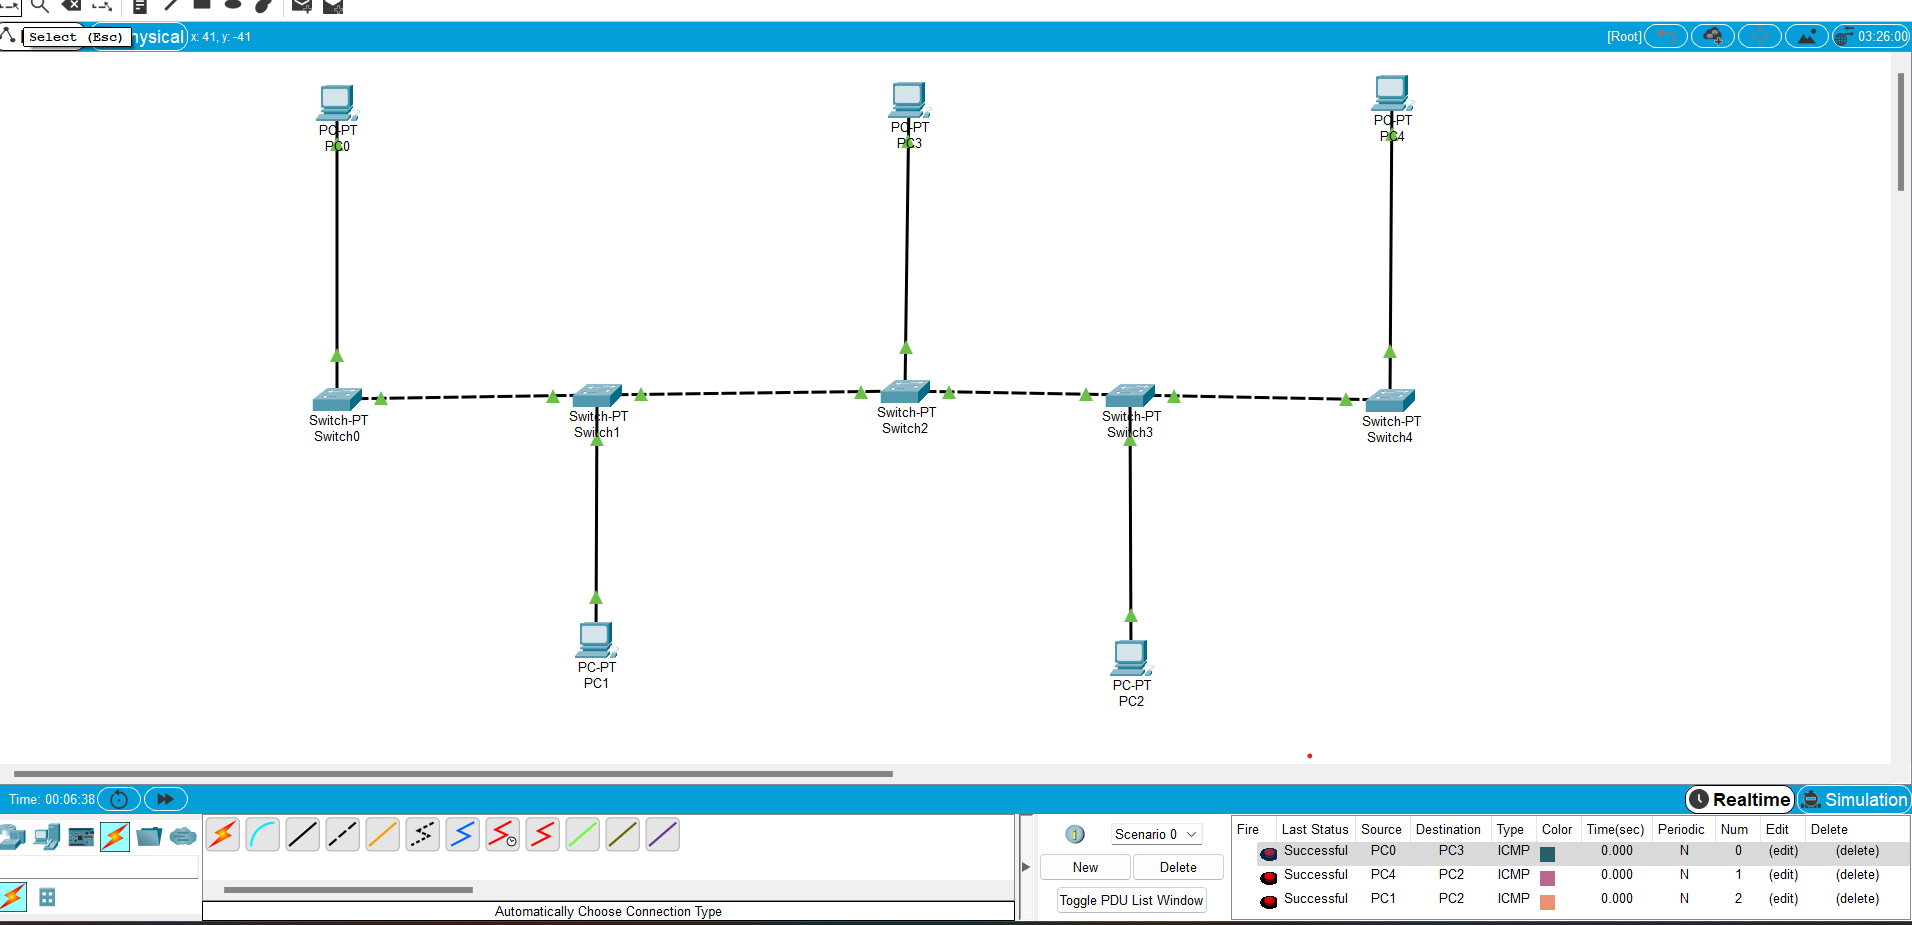 Select (Esc)
hysical x: 41, y: -41
[Root]
03:26:00
PC-PT
PC0
PC-PT
PC3
PC-PT
PC4
Switch-PT
Switch0
Switch-PT
Switch1
Switch-PT
Switch2
Switch-PT
Switch3
Switch-PT
Switch4
PC-PT
PC1
PC-PT
PC2
Time: 00:06:38
Realtime
Simulation
Automatically Choose Connection Type
Scenario 0
New
Delete
Toggle PDU List Window
Fire Last Status Source Destination Type Color Time(sec) Periodic Num Edit Delete
Successful PC0 PC3 ICMP 0.000 N 0 (edit) (delete)
Successful PC4 PC2 ICMP 0.000 N 1 (edit) (delete)
Successful PC1 PC2 ICMP 0.000 N 2 (edit) (delete)